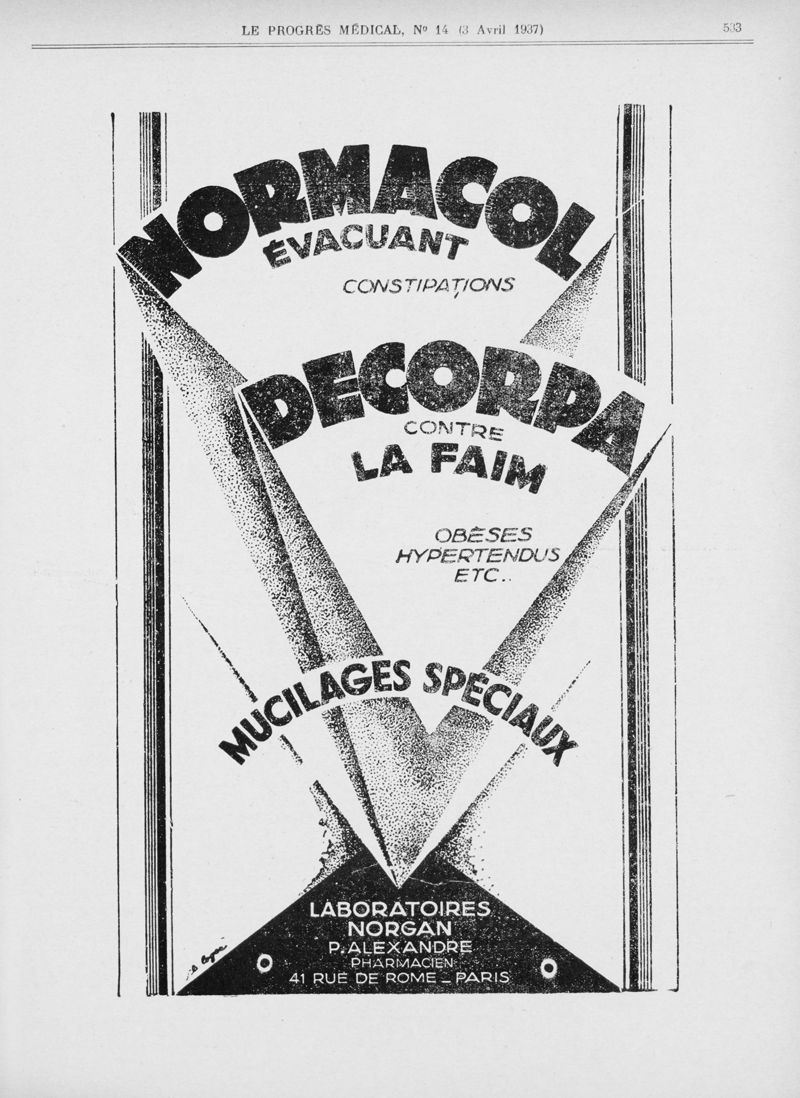 LE PROGRÈS MÉDICAL, Nº 14 (3 Avril 1937)
533
NORMACOL
ÉVACUANT
CONSTIPATIONS
DECORPA
CONTRE
LA FAIM
OBÈSES
HYPERTENDUS
ETC..
MUCILAGES SPÉCIAUX
LABORATOIRES
NORGAN
P. ALEXANDRE
PHARMACIEN
41 RUE DE ROME _ PARIS